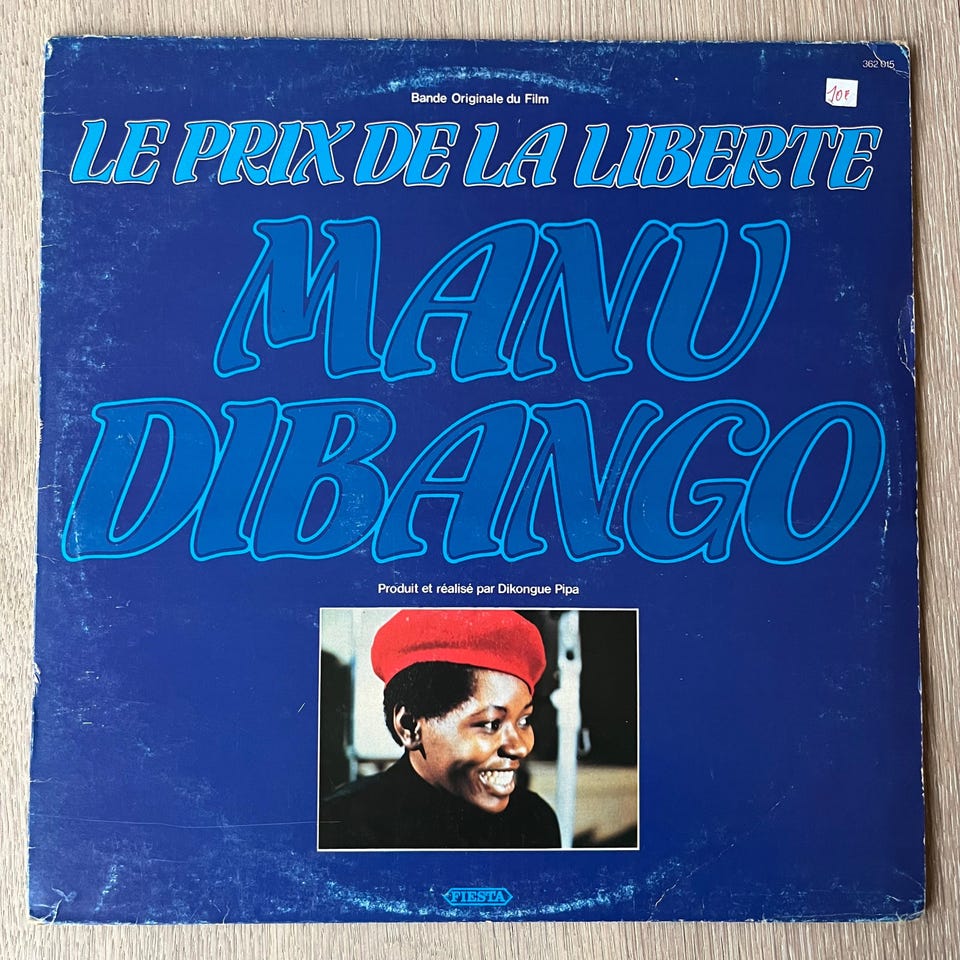 362 015
10€
Bande Originale du Film
LE PRIX DE LA LIBERTE
MANU
DIBANGO
Produit et réalisé par Dikongue Pipa
FIESTA